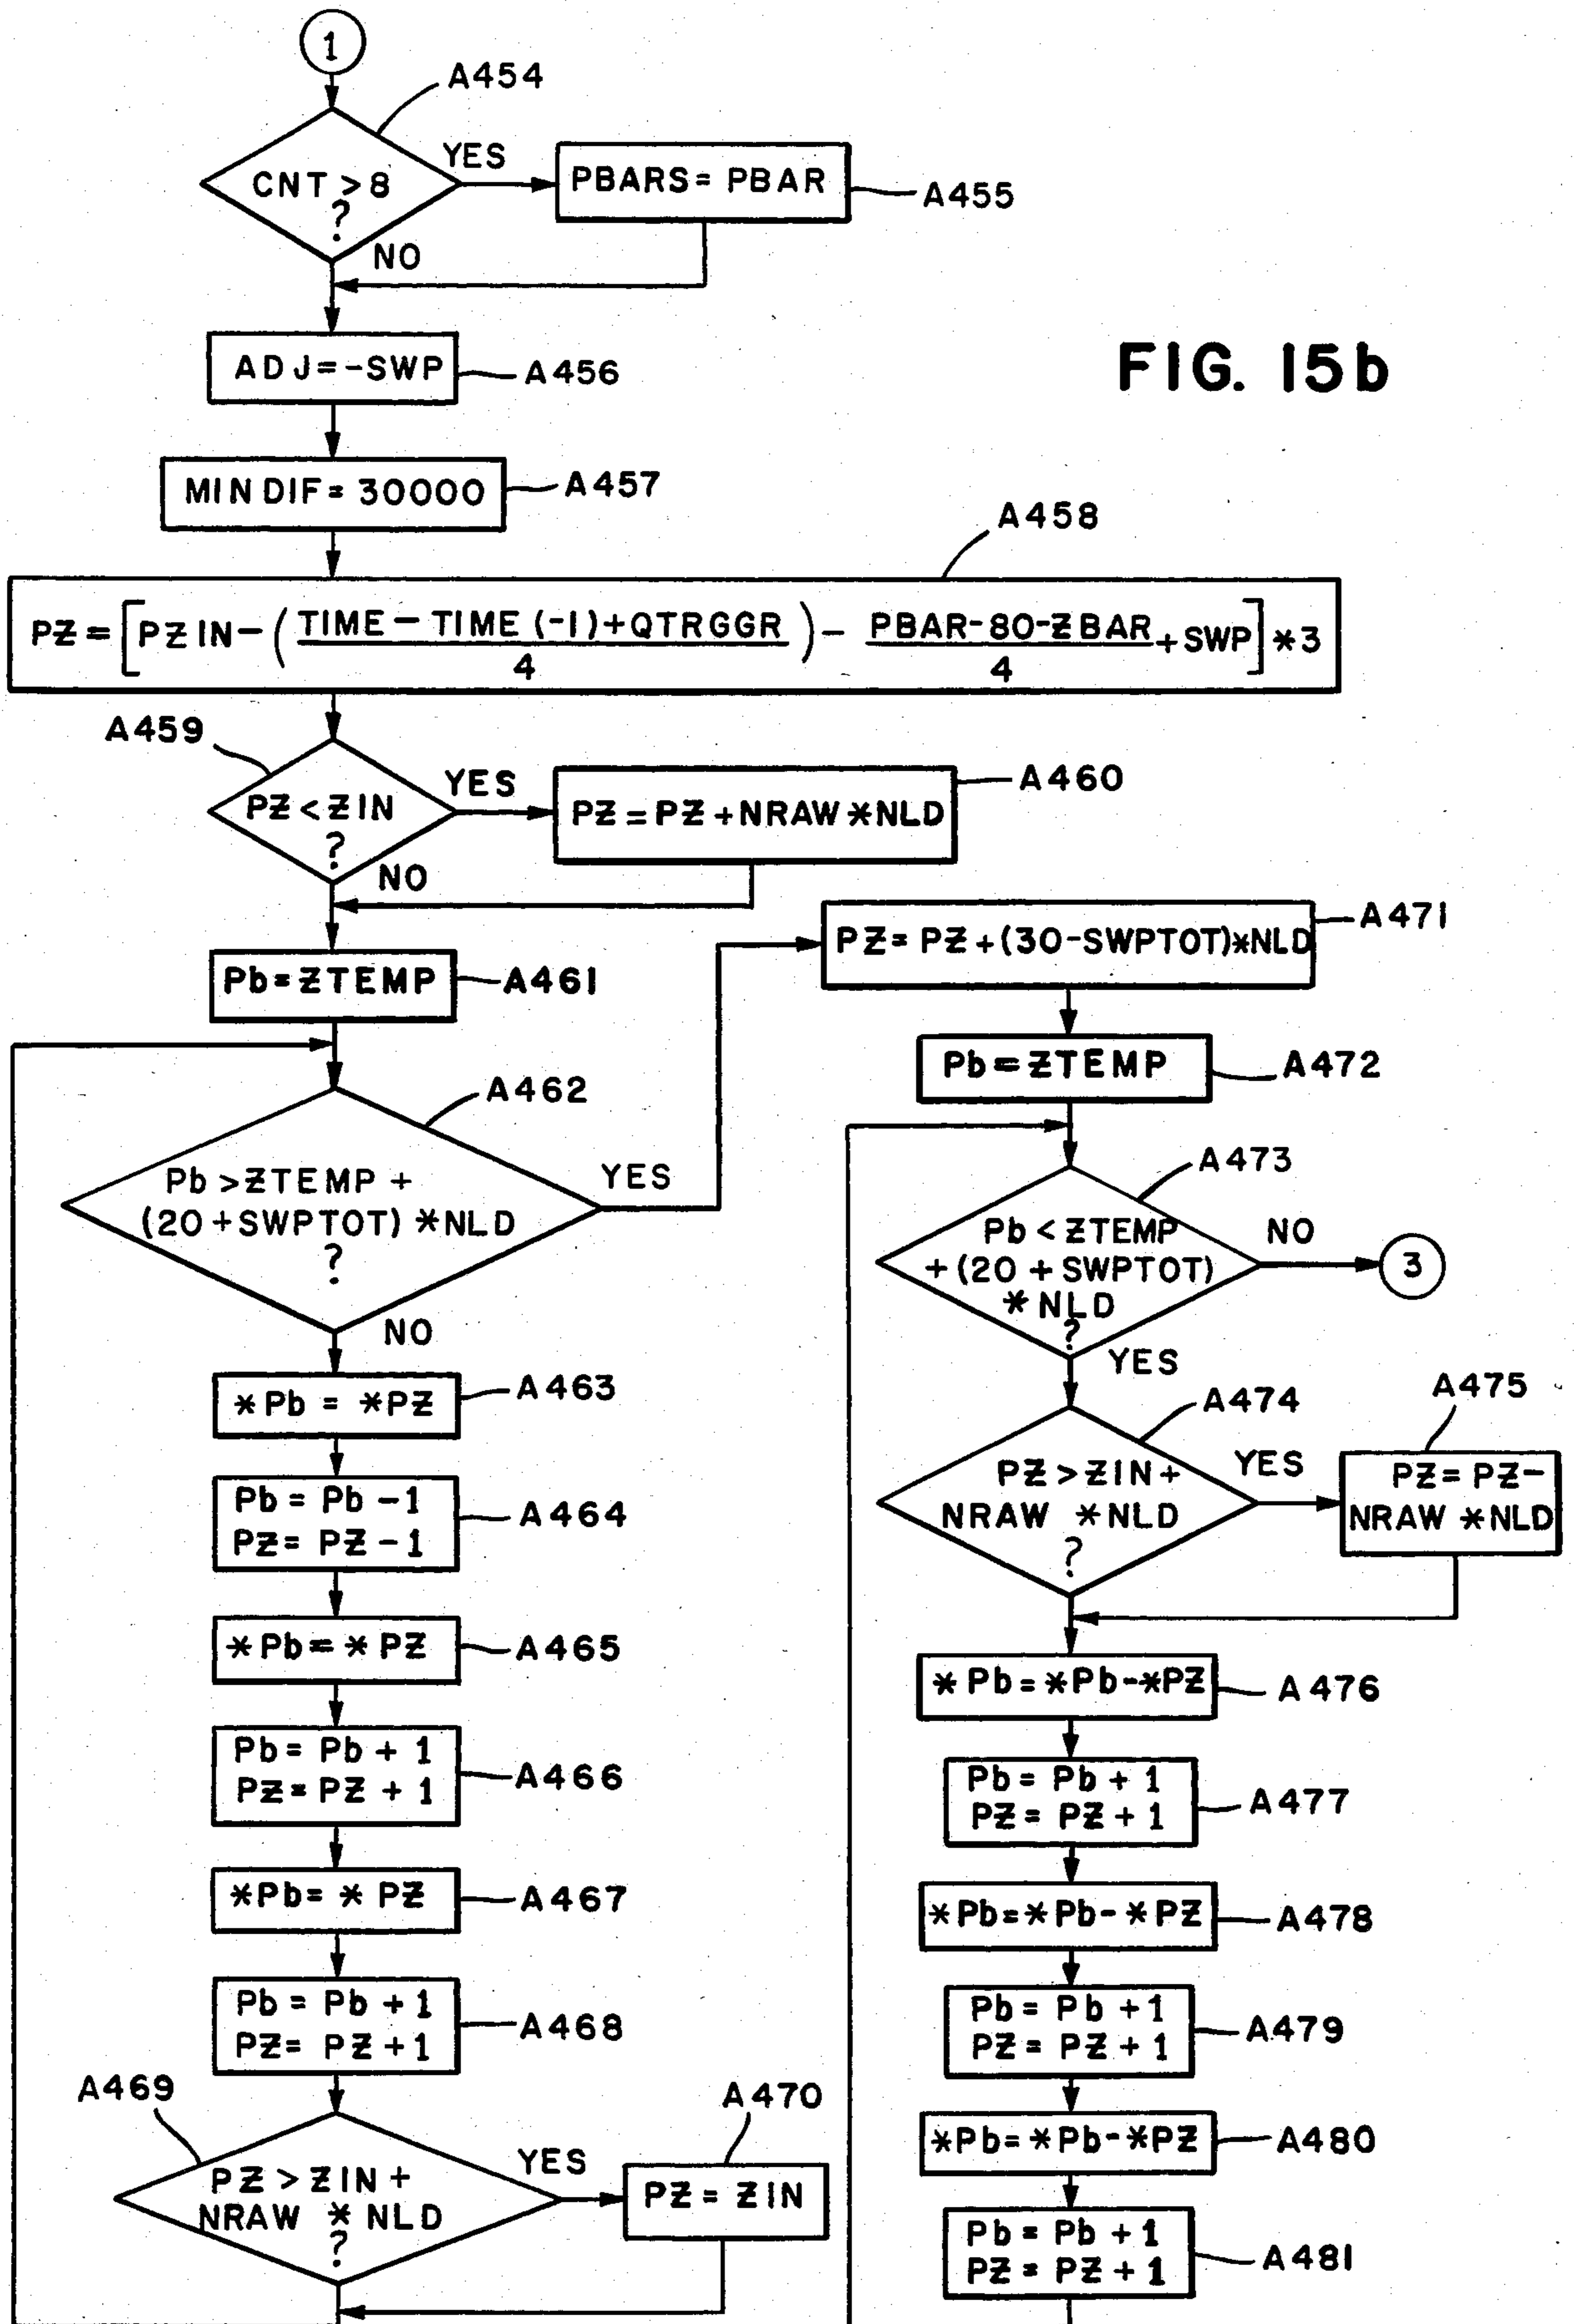 1
A454
CNT > 8
?
YES
NO
PBARS = PBAR
A455
ADJ = -SWP
A456
FIG. 15b
MINDIF = 30000
A457
A458
PƵ = [PƵIN - (TIME - TIME (-1) + QTRGGR / 4) - PBAR - 80 - ƵBAR / 4 + SWP] * 3
A459
PƵ < ƵIN
?
YES
NO
PƵ = PƵ + NRAW * NLD
A460
Pb = ƵTEMP
A461
A462
Pb > ƵTEMP +
(20 + SWPTOT) * NLD
?
YES
NO
*Pb = *PƵ
A463
Pb = Pb - 1
PƵ = PƵ - 1
A464
*Pb = *PƵ
A465
Pb = Pb + 1
PƵ = PƵ + 1
A466
*Pb = *PƵ
A467
Pb = Pb + 1
PƵ = PƵ + 1
A468
A469
PƵ > ƵIN +
NRAW * NLD
?
YES
A470
PƵ = ƵIN
PƵ = PƵ + (30 - SWPTOT) * NLD
A471
Pb = ƵTEMP
A472
A473
Pb < ƵTEMP
+ (20 + SWPTOT)
* NLD
?
NO
3
YES
A474
PƵ > ƵIN +
NRAW * NLD
?
YES
A475
PƵ = PƵ -
NRAW * NLD
*Pb = *Pb - *PƵ
A476
Pb = Pb + 1
PƵ = PƵ + 1
A477
*Pb = *Pb - *PƵ
A478
Pb = Pb + 1
PƵ = PƵ + 1
A479
*Pb = *Pb - *PƵ
A480
Pb = Pb + 1
PƵ = PƵ + 1
A481